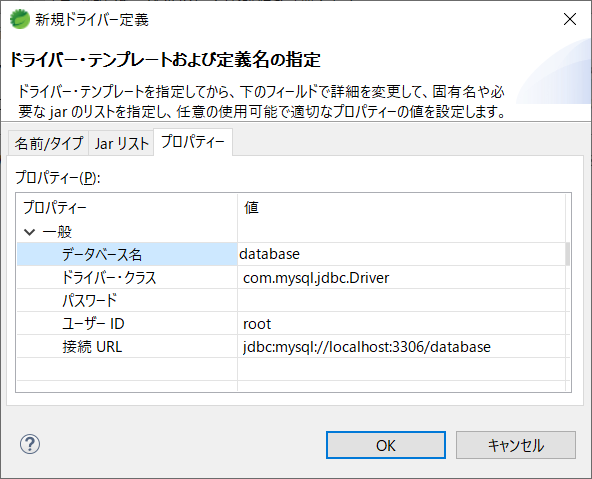 新規ドライバー定義
ドライバー・テンプレートおよび定義名の指定
ドライバー・テンプレートを指定してから、下のフィールドで詳細を変更して、固有名や必
要な jar のリストを指定し、任意の使用可能で適切なプロパティーの値を設定します。
名前/タイプ Jar リスト プロパティー
プロパティー(P):
プロパティー 値
一般
データベース名 database
ドライバー・クラス com.mysql.jdbc.Driver
パスワード
ユーザー ID root
接続 URL jdbc:mysql://localhost:3306/database
? OK キャンセル